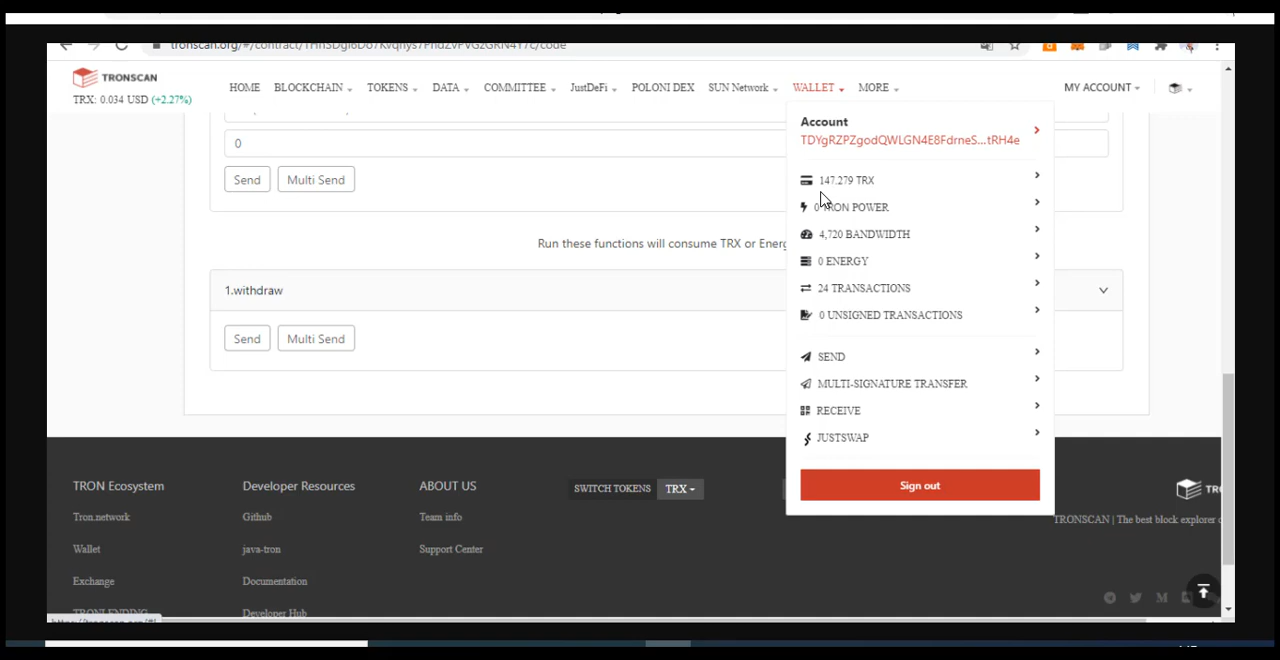 TRONSCAN
TRX: 0.034 USD (+2.27%)
HOME BLOCKCHAIN TOKENS DATA COMMITTEE JustDeFi POLONI DEX SUN Network WALLET MORE MY ACCOUNT
0
Send Multi Send
Run these functions will consume TRX or Energ
1.withdraw
Send Multi Send
Account
TDYgRZPZgodQWLGN4E8FdrneS...tRH4e
147.279 TRX
0 TRON POWER
4,720 BANDWIDTH
0 ENERGY
24 TRANSACTIONS
0 UNSIGNED TRANSACTIONS
SEND
MULTI-SIGNATURE TRANSFER
RECEIVE
JUSTSWAP
Sign out
TRON Ecosystem
Tron.network
Wallet
Exchange
TRONLENDING
Developer Resources
Github
java-tron
Documentation
Developer Hub
ABOUT US
Team info
Support Center
SWITCH TOKENS TRX
TR
TRONSCAN | The best block explorer